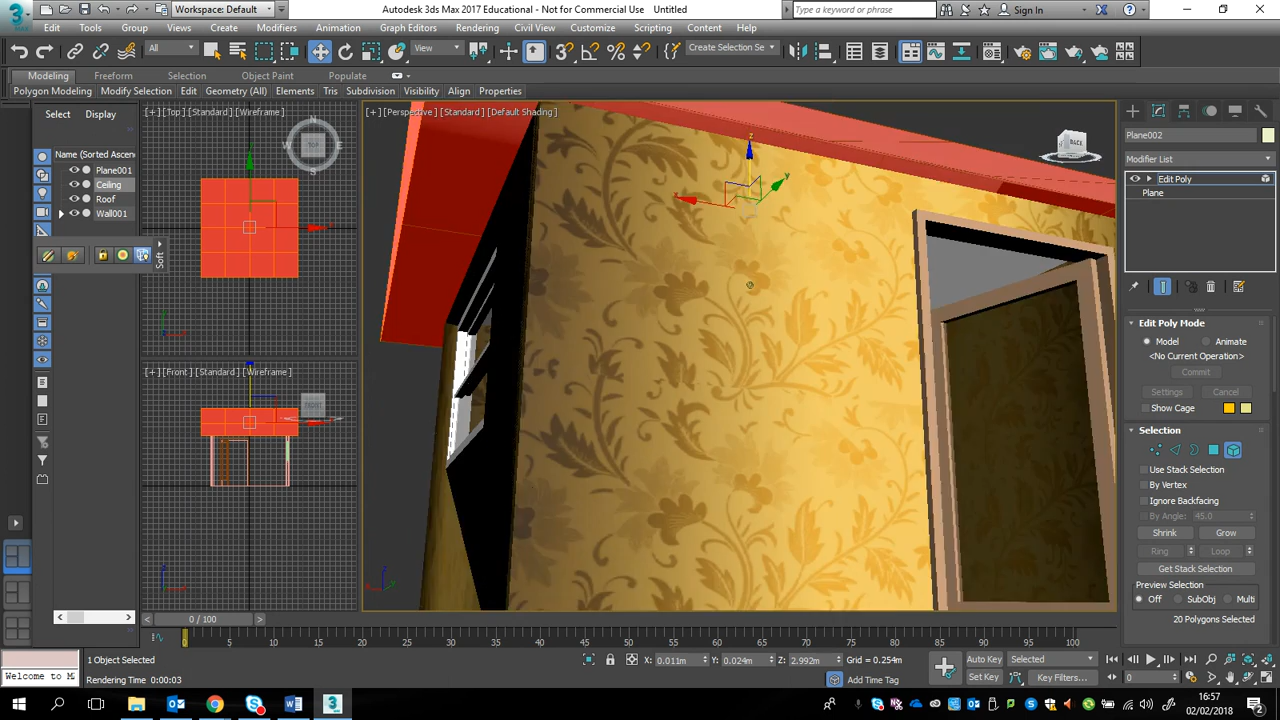 Workspace: Default
Autodesk 3ds Max 2017 Educational - Not for Commercial Use   Untitled
Type a keyword or phrase
Sign In
MAX
Edit Tools Group Views Create Modifiers Animation Graph Editors Rendering Civil View Customize Scripting Content Help
All
View
Create Selection Se
Modeling Freeform Selection Object Paint Populate
Polygon Modeling Modify Selection Edit Geometry (All) Elements Tris Subdivision Visibility Align Properties
Select Display
Name (Sorted Ascen
Plane001
Ceiling
Roof
Wall001
Soft
[+] [Top] [Standard] [Wireframe]
N
W
E
TOP
[+] [Front] [Standard] [Wireframe]
FRONT
[+] [Perspective] [Standard] [Default Shading]
z
x
y
BACK
Plane002
Modifier List
Edit Poly
Plane
Edit Poly Mode
Model Animate
<No Current Operation>
Commit
Settings Cancel
Show Cage
Selection
Use Stack Selection
By Vertex
Ignore Backfacing
By Angle: 45.0
Shrink Grow
Ring Loop
Get Stack Selection
Preview Selection
Off SubObj Multi
20 Polygons Selected
0 / 100
0 5 10 15 20 25 30 35 40 45 50 55 60 65 70 75 80 85 90 95 100
1 Object Selected
Welcome to M
Rendering Time 0:00:03
X: 0.011m Y: 0.024m Z: 2.992m Grid = 0.254m
Add Time Tag
Auto Key Selected
Set Key Key Filters...
0
16:57
02/02/2018
2